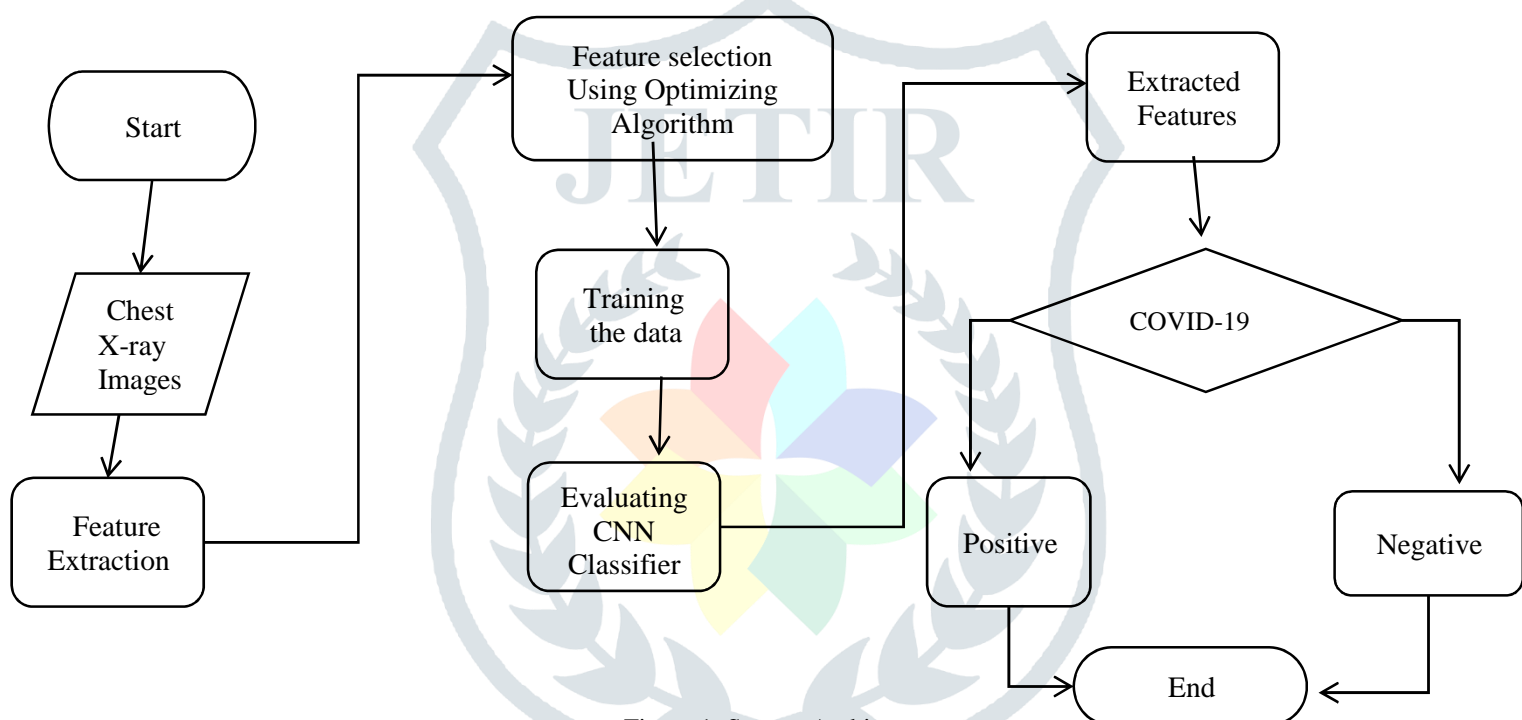 Start
Chest
X-ray
Images
Feature
Extraction
Feature selection
Using Optimizing
Algorithm
Training
the data
Evaluating
CNN
Classifier
Extracted
Features
COVID-19
Positive
Negative
End
JETIR